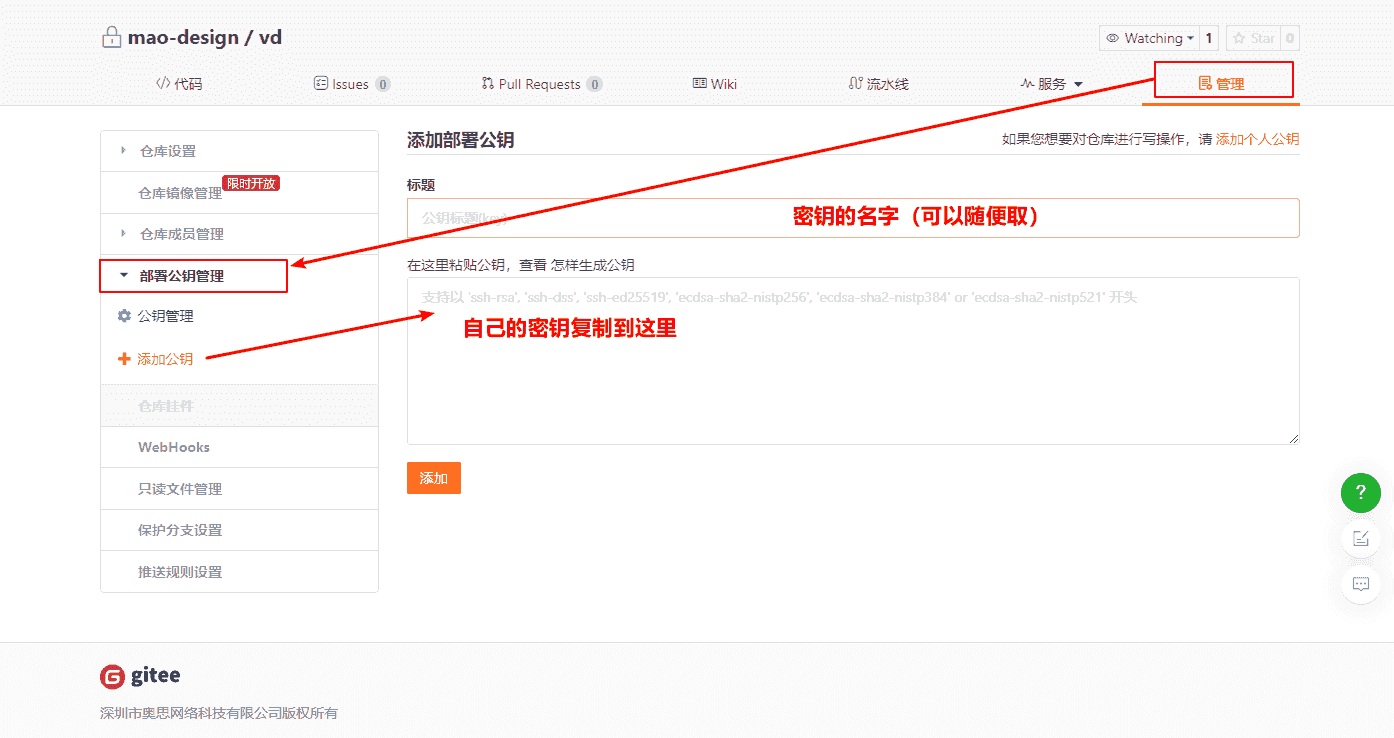 mao-design / vd
Watching 1 Star 0
代码 Issues 0 Pull Requests 0 Wiki 流水线 服务 管理
仓库设置
仓库镜像管理 限时开放
仓库成员管理
部署公钥管理
公钥管理
添加公钥
仓库挂件
WebHooks
只读文件管理
保护分支设置
推送规则设置
添加部署公钥
如果您想要对仓库进行写操作，请 添加个人公钥
标题
公钥标题(key)
密钥的名字（可以随便取）
在这里粘贴公钥，查看 怎样生成公钥
支持以 'ssh-rsa', 'ssh-dss', 'ssh-ed25519', 'ecdsa-sha2-nistp256', 'ecdsa-sha2-nistp384' or 'ecdsa-sha2-nistp521' 开头
自己的密钥复制到这里
添加
?
gitee
深圳市奥思网络科技有限公司版权所有